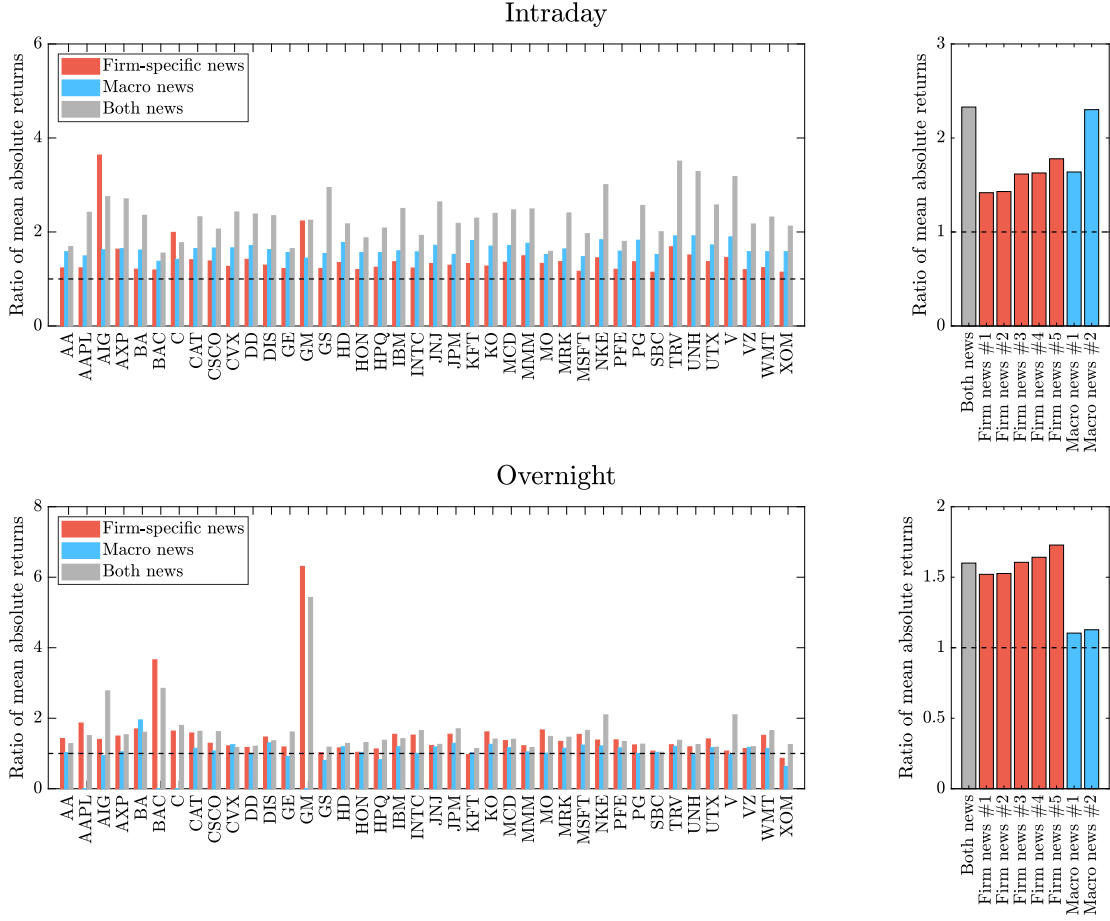 Intraday
Ratio of mean absolute returns
6
4
2
1
0
Firm-specific news
Macro news
Both news
AA
AAPL
AIG
AXP
BA
BAC
C
CAT
CSCO
CVX
DD
DIS
GE
GM
GS
HD
HON
HPQ
IBM
INTC
JNJ
JPM
KFT
KO
MCD
MMM
MO
MRK
MSFT
NKE
PFE
PG
SBC
TRV
UNH
UTX
V
VZ
WMT
XOM
Ratio of mean absolute returns
3
2
1
0
Both news
Firm news #1
Firm news #2
Firm news #3
Firm news #4
Firm news #5
Macro news #1
Macro news #2
Overnight
Ratio of mean absolute returns
8
6
4
2
1
0
Firm-specific news
Macro news
Both news
AA
AAPL
AIG
AXP
BA
BAC
C
CAT
CSCO
CVX
DD
DIS
GE
GM
GS
HD
HON
HPQ
IBM
INTC
JNJ
JPM
KFT
KO
MCD
MMM
MO
MRK
MSFT
NKE
PFE
PG
SBC
TRV
UNH
UTX
V
VZ
WMT
XOM
Ratio of mean absolute returns
2
1.5
1
0.5
0
Both news
Firm news #1
Firm news #2
Firm news #3
Firm news #4
Firm news #5
Macro news #1
Macro news #2